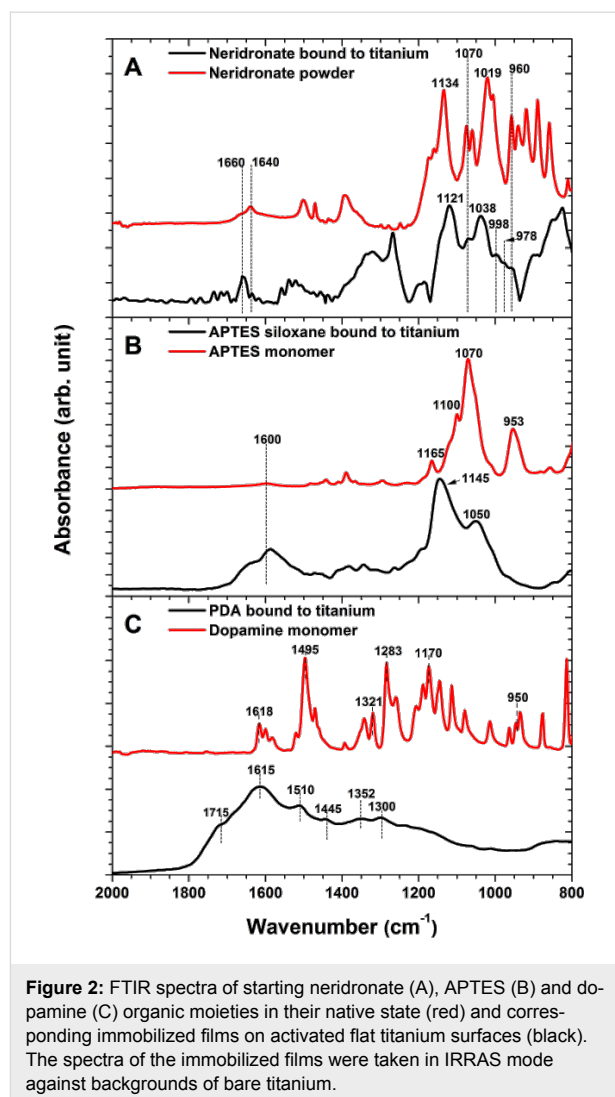 A
Neridronate bound to titanium
Neridronate powder
1070
1134
1019
960
1660
1640
1121
1038
998
978
B
APTES siloxane bound to titanium
APTES monomer
1070
1100
953
1165
1600
1145
1050
C
PDA bound to titanium
Dopamine monomer
1495
1283
1170
1618
1321
950
1615
1715
1510
1445
1352
1300
Absorbance (arb. unit)
2000 1800 1600 1400 1200 1000 800
Wavenumber (cm⁻¹)
Figure 2: FTIR spectra of starting neridronate (A), APTES (B) and do-
pamine (C) organic moieties in their native state (red) and corres-
ponding immobilized films on activated flat titanium surfaces (black).
The spectra of the immobilized films were taken in IRRAS mode
against backgrounds of bare titanium.